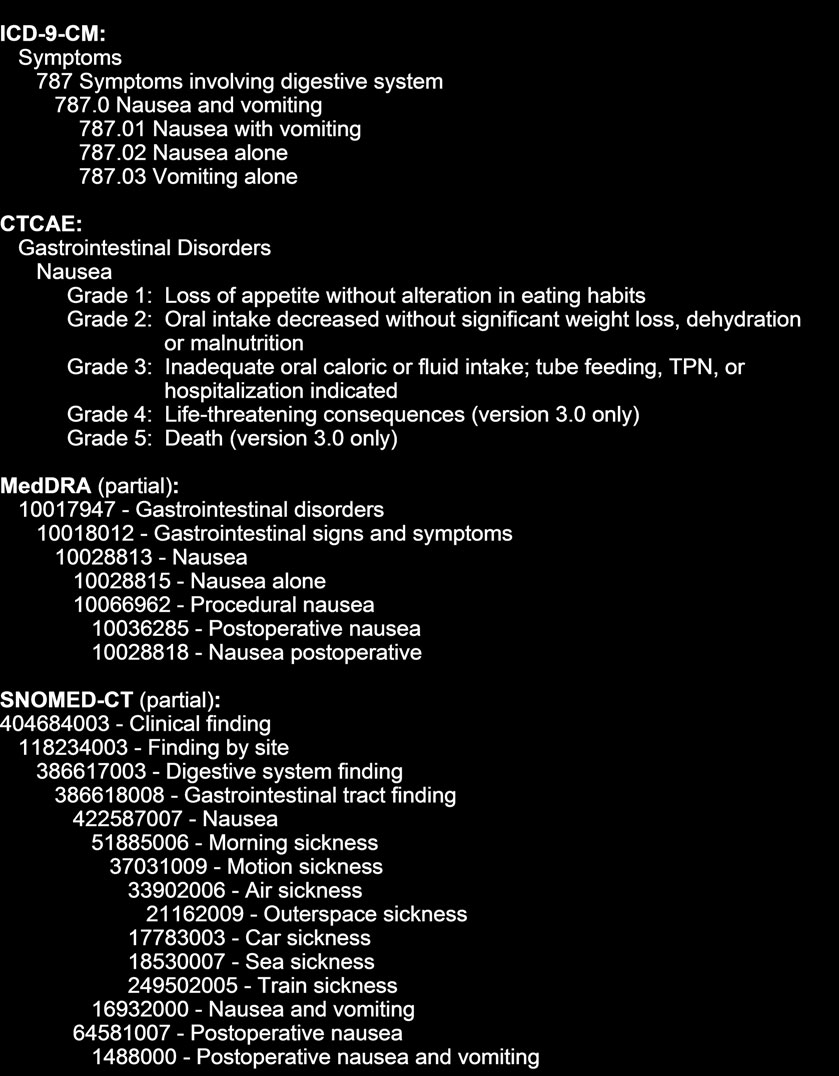 ICD-9-CM:
Symptoms
787 Symptoms involving digestive system
787.0 Nausea and vomiting
787.01 Nausea with vomiting
787.02 Nausea alone
787.03 Vomiting alone
CTCAE:
Gastrointestinal Disorders
Nausea
Grade 1: Loss of appetite without alteration in eating habits
Grade 2: Oral intake decreased without significant weight loss, dehydration
or malnutrition
Grade 3: Inadequate oral caloric or fluid intake; tube feeding, TPN, or
hospitalization indicated
Grade 4: Life-threatening consequences (version 3.0 only)
Grade 5: Death (version 3.0 only)
MedDRA (partial):
10017947 - Gastrointestinal disorders
10018012 - Gastrointestinal signs and symptoms
10028813 - Nausea
10028815 - Nausea alone
10066962 - Procedural nausea
10036285 - Postoperative nausea
10028818 - Nausea postoperative
SNOMED-CT (partial):
404684003 - Clinical finding
118234003 - Finding by site
386617003 - Digestive system finding
386618008 - Gastrointestinal tract finding
422587007 - Nausea
51885006 - Morning sickness
37031009 - Motion sickness
33902006 - Air sickness
21162009 - Outerspace sickness
17783003 - Car sickness
18530007 - Sea sickness
249502005 - Train sickness
16932000 - Nausea and vomiting
64581007 - Postoperative nausea
1488000 - Postoperative nausea and vomiting